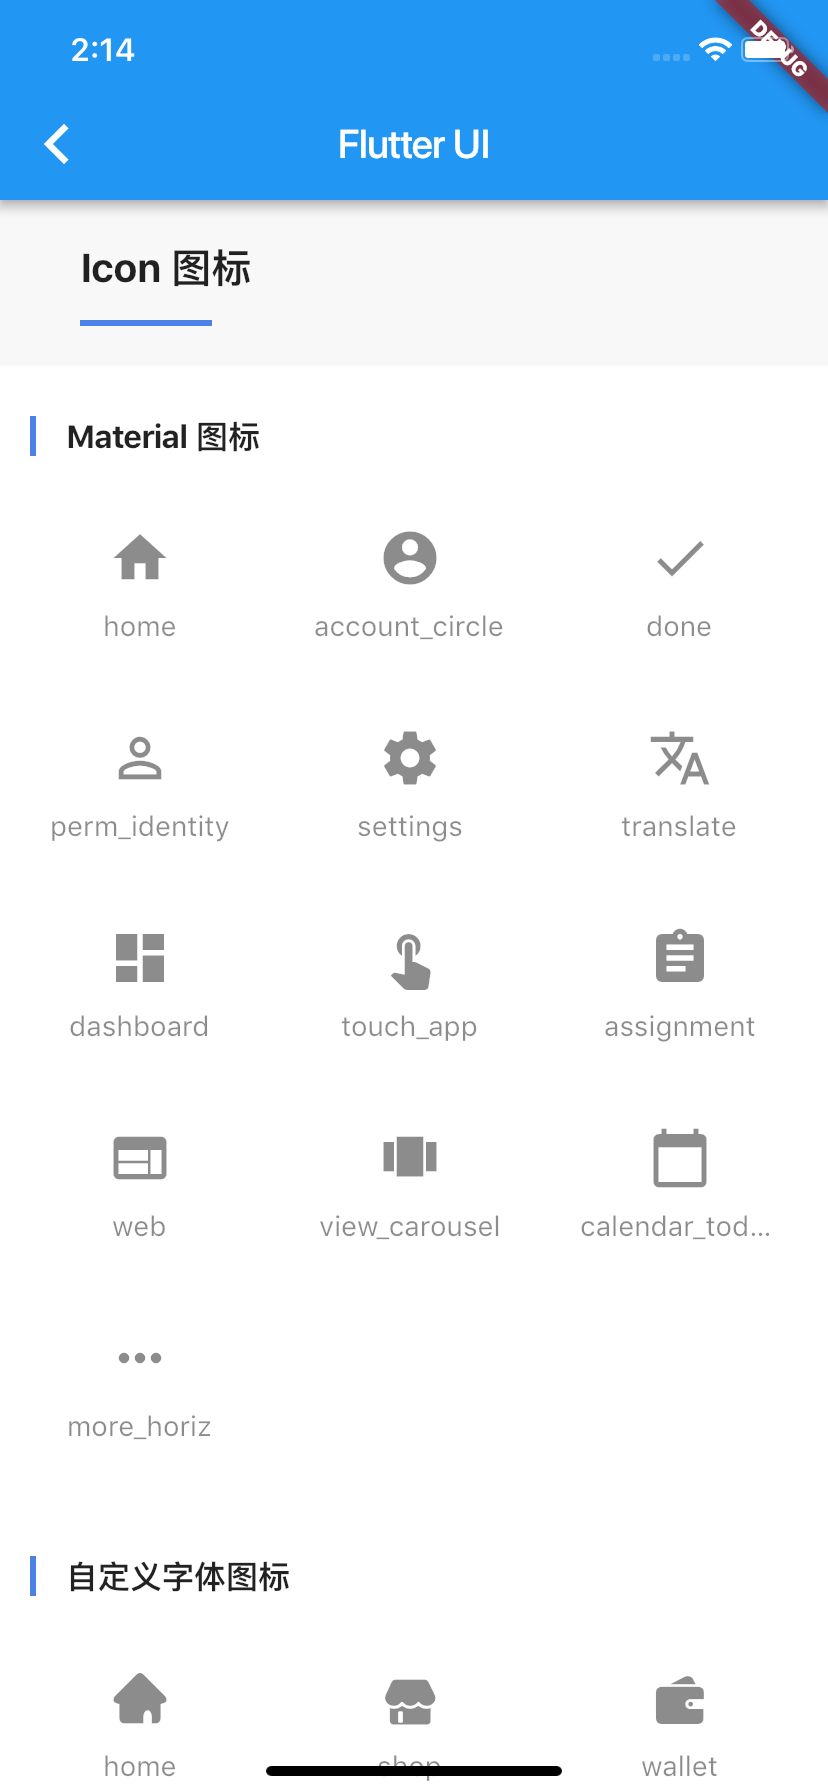 2:14
DEBUG
Flutter UI
Icon 图标
Material 图标
home account_circle done
perm_identity settings translate
dashboard touch_app assignment
web view_carousel calendar_tod...
more_horiz
自定义字体图标
home shop wallet